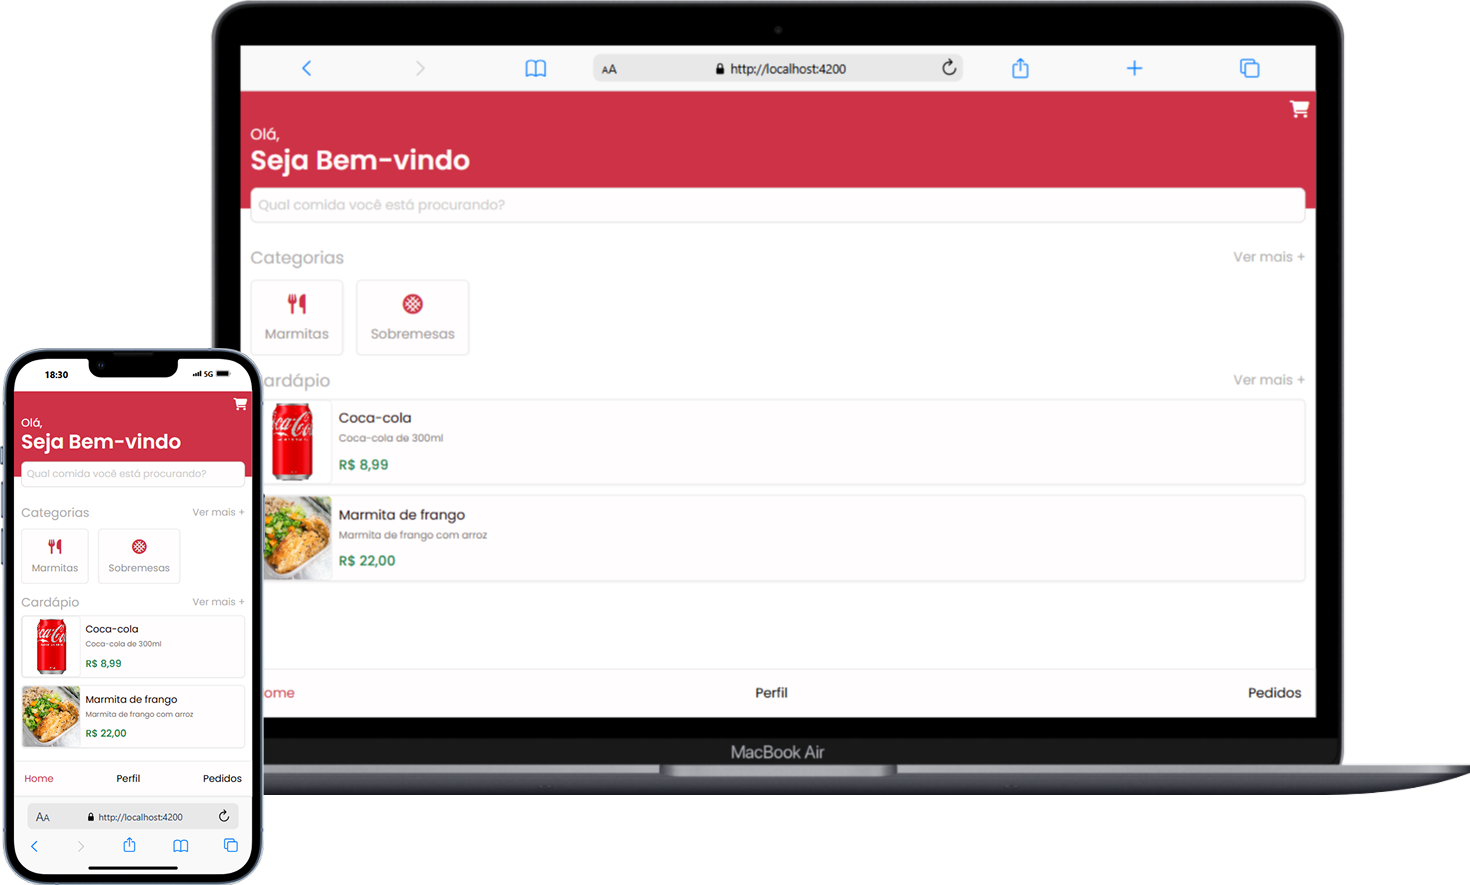 AA http://localhost:4200
Olá,
Seja Bem-vindo
Qual comida você está procurando?
Categorias Ver mais +
Marmitas Sobremesas
ardápio Ver mais +
Coca-cola
Coca-cola de 300ml
R$ 8,99
Marmita de frango
Marmita de frango com arroz
R$ 22,00
ome Perfil Pedidos
MacBook Air
18:30 5G
Olá,
Seja Bem-vindo
Qual comida você está procurando?
Categorias Ver mais +
Marmitas Sobremesas
Cardápio Ver mais +
Coca-cola
Coca-cola de 300ml
R$ 8,99
Marmita de frango
Marmita de frango com arroz
R$ 22,00
Home Perfil Pedidos
AA http://localhost:4200